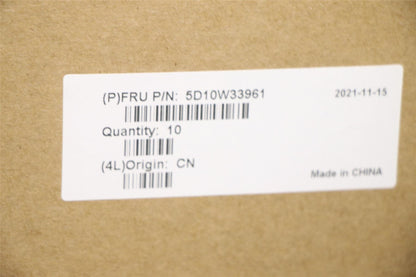 (P)FRU P/N: 5D10W33961
2021-11-15
Quantity: 10
(4L)Origin: CN
Made in CHINA